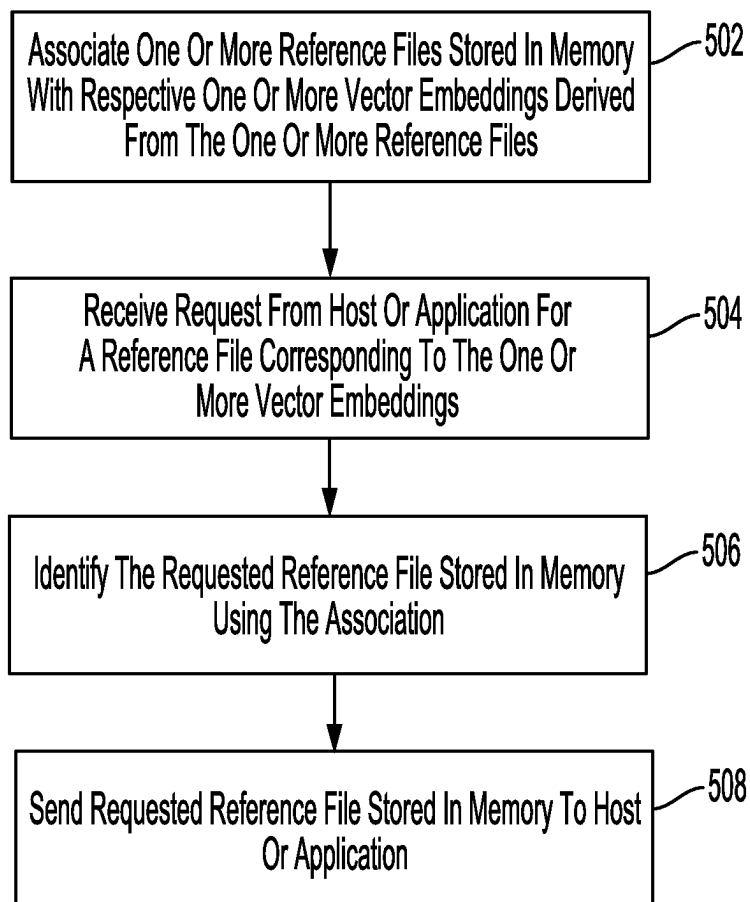 Associate One Or More Reference Files Stored In Memory
With Respective One Or More Vector Embeddings Derived
From The One Or More Reference Files
502
Receive Request From Host Or Application For
A Reference File Corresponding To The One Or
More Vector Embeddings
504
Identify The Requested Reference File Stored In Memory
Using The Association
506
Send Requested Reference File Stored In Memory To Host
Or Application
508